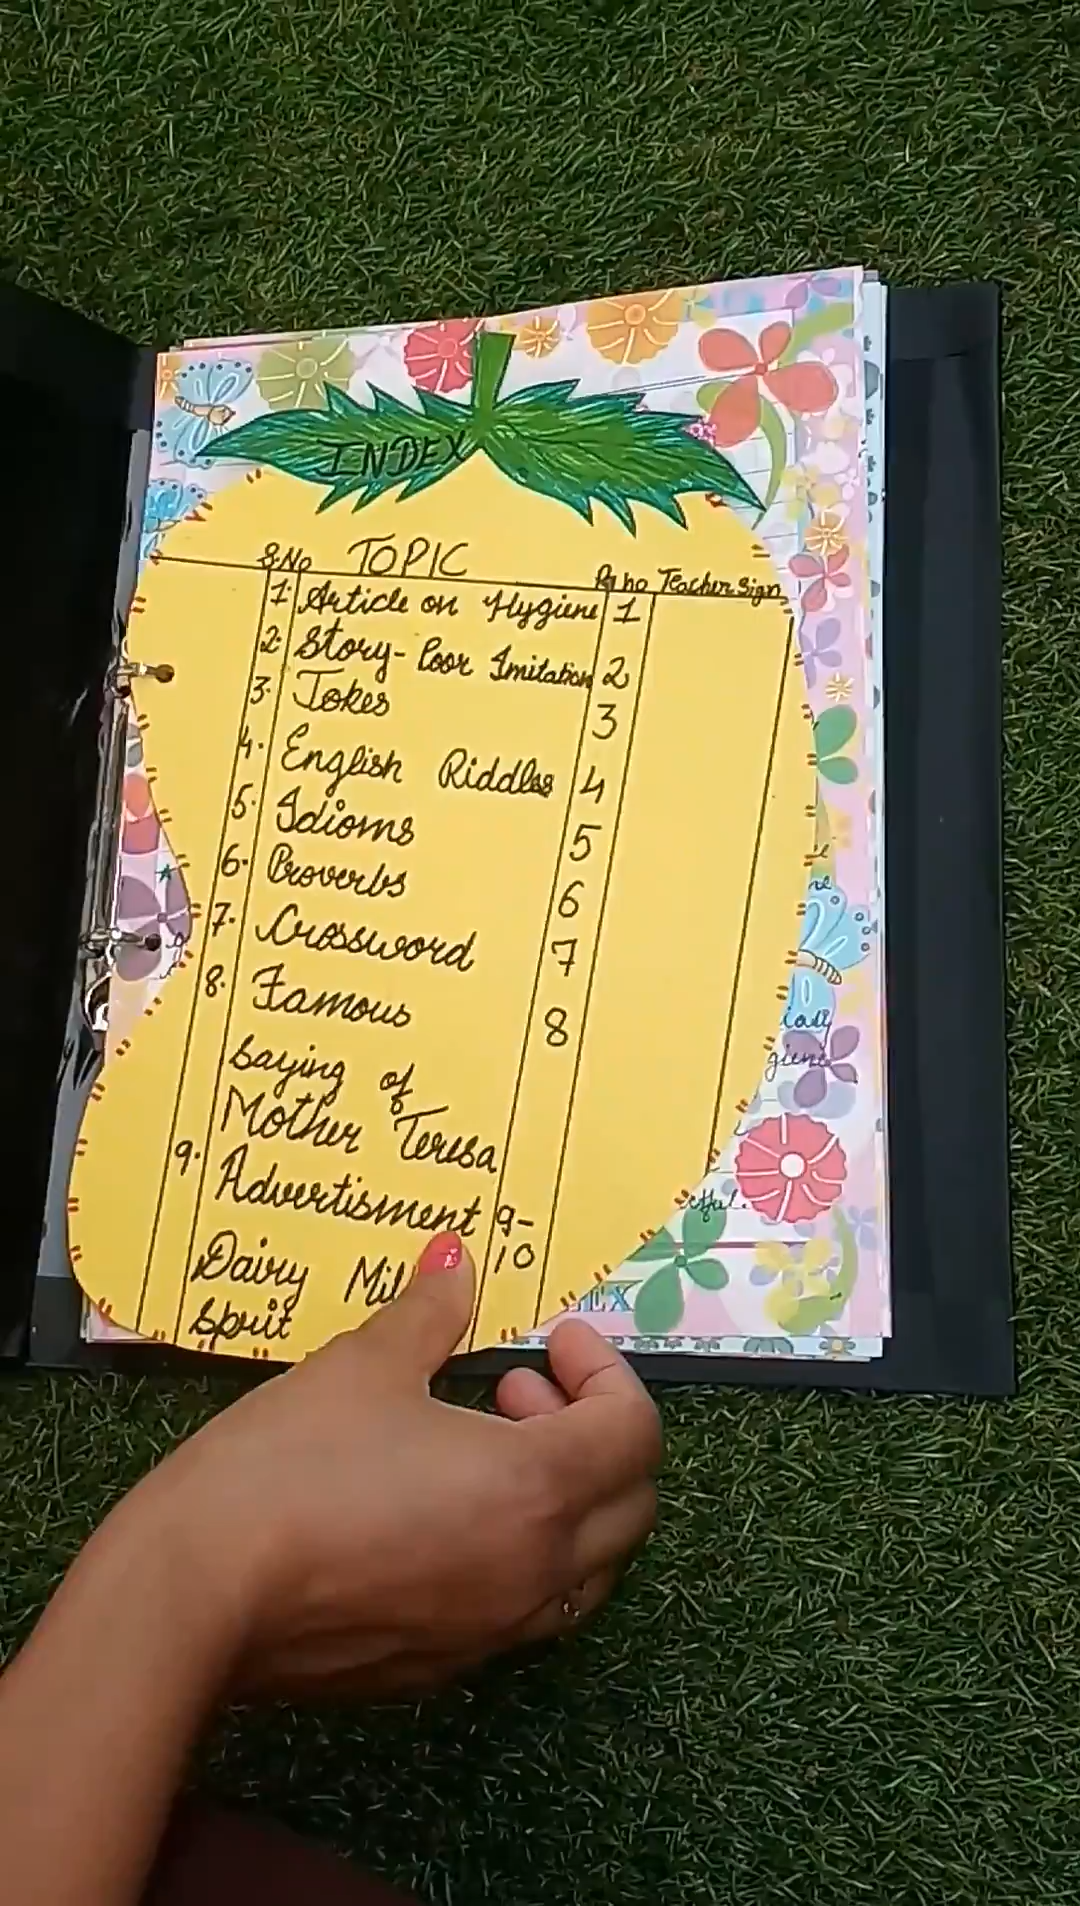 INDEX
S.No TOPIC Pg no Teacher Sign
1. Article on Hygiene 1
2. Story- Poor Imitation 2
3. Jokes 3
4. English Riddles 4
5. Idioms 5
6. Proverbs 6
7. Crossword 7
8. Famous 8
saying of
Mother Teresa
9. Advertisment 9-
10
Dairy
Sprit